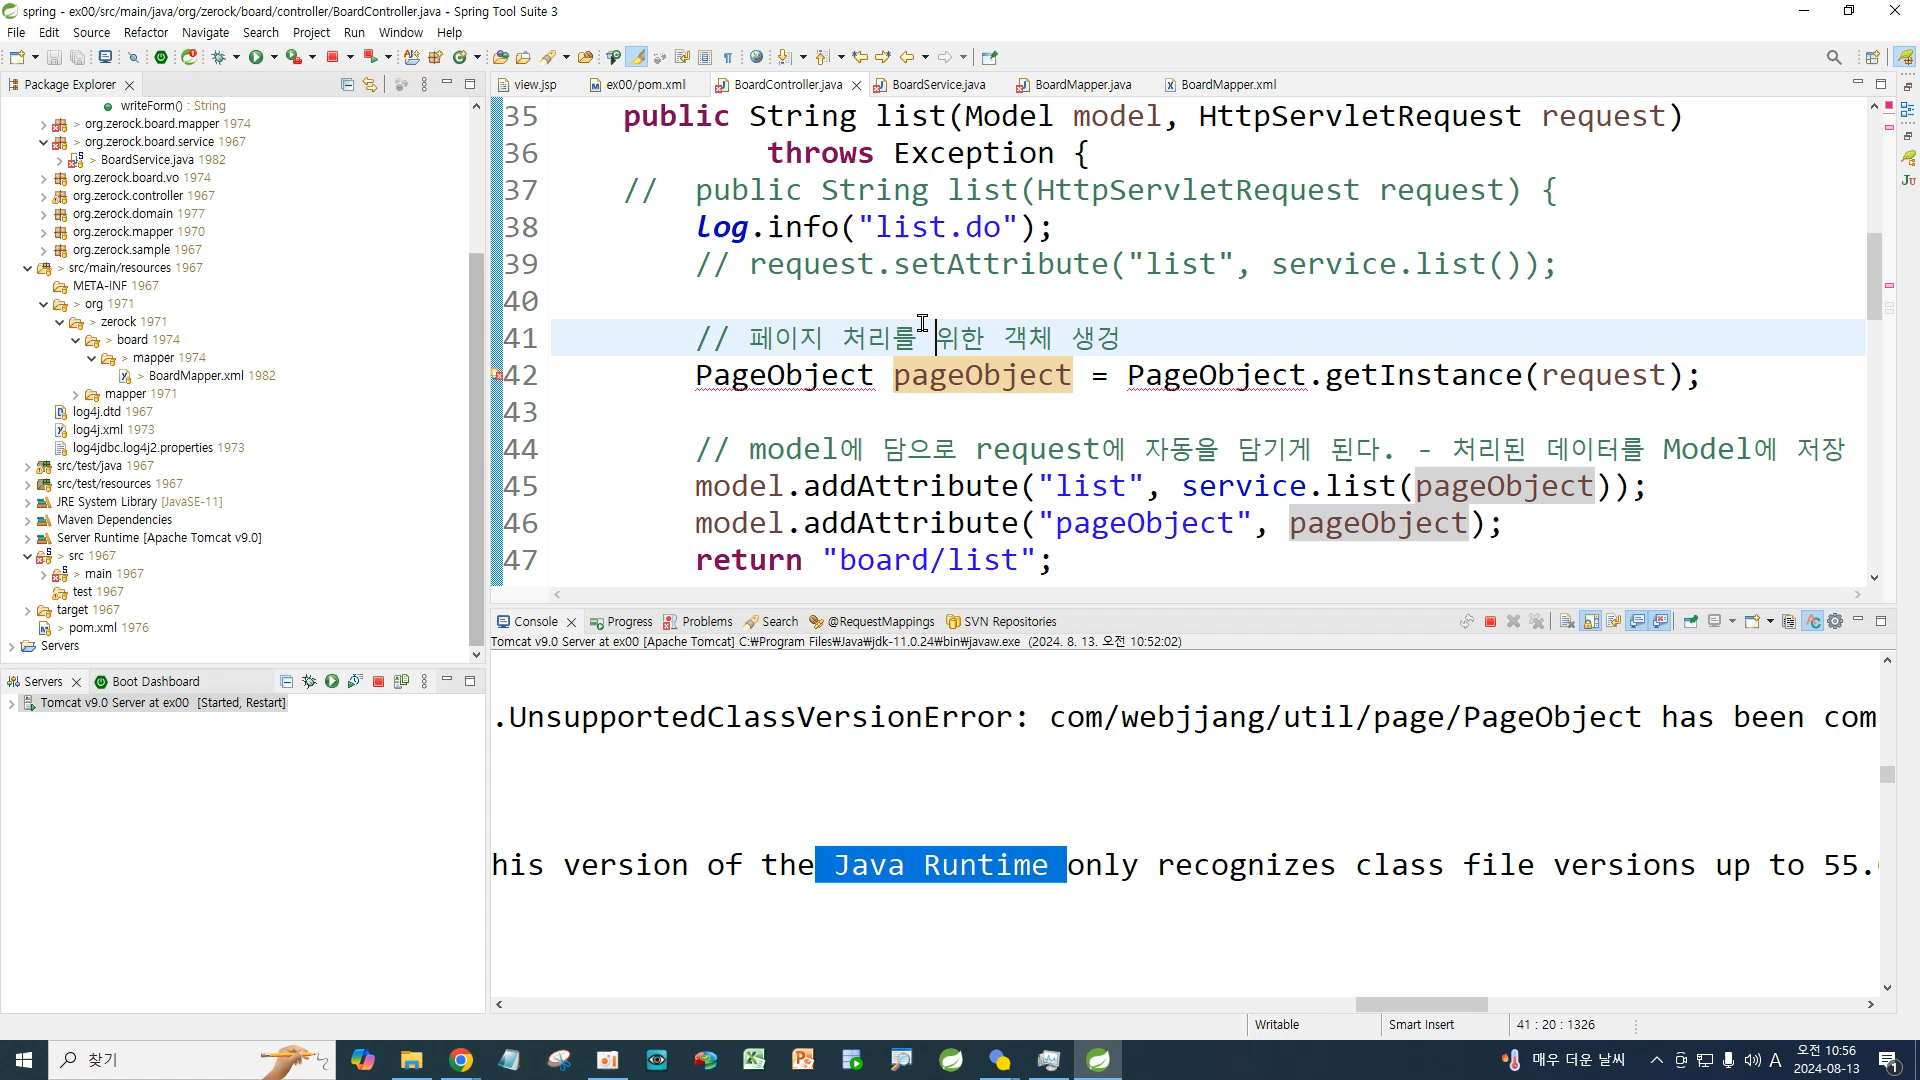 spring - ex00/src/main/java/org/zerock/board/controller/BoardController.java - Spring Tool Suite 3
File Edit Source Refactor Navigate Search Project Run Window Help
Package Explorer
writeForm() : String
> org.zerock.board.mapper 1974
> org.zerock.board.service 1967
> BoardService.java 1982
org.zerock.board.vo 1974
org.zerock.controller 1967
org.zerock.domain 1977
org.zerock.mapper 1970
org.zerock.sample 1967
> src/main/resources 1967
META-INF 1967
> org 1971
> zerock 1971
> board 1974
> mapper 1974
> BoardMapper.xml 1982
mapper 1971
log4j.dtd 1967
log4j.xml 1973
log4jdbc.log4j2.properties 1973
src/test/java 1967
src/test/resources 1967
JRE System Library [JavaSE-11]
Maven Dependencies
Server Runtime [Apache Tomcat v9.0]
> src 1967
> main 1967
test 1967
target 1967
> pom.xml 1976
Servers
Servers Boot Dashboard
Tomcat v9.0 Server at ex00 [Started, Restart]
view.jsp ex00/pom.xml BoardController.java BoardService.java BoardMapper.java BoardMapper.xml
35 public String list(Model model, HttpServletRequest request)
36 throws Exception {
37 // public String list(HttpServletRequest request) {
38 log.info("list.do");
39 // request.setAttribute("list", service.list());
40
41 // 페이지 처리를 위한 객체 생겅
42 PageObject pageObject = PageObject.getInstance(request);
43
44 // model에 담으로 request에 자동을 담기게 된다. - 처리된 데이터를 Model에 저장
45 model.addAttribute("list", service.list(pageObject));
46 model.addAttribute("pageObject", pageObject);
47 return "board/list";
Console Progress Problems Search @RequestMappings SVN Repositories
Tomcat v9.0 Server at ex00 [Apache Tomcat] C:₩Program Files₩Java₩jdk-11.0.24₩bin₩javaw.exe (2024. 8. 13. 오전 10:52:02)
.UnsupportedClassVersionError: com/webjjang/util/page/PageObject has been com
his version of the Java Runtime only recognizes class file versions up to 55.
Writable Smart Insert 41 : 20 : 1326
찾기
매우 더운 날씨 A 오전 10:56
2024-08-13
1